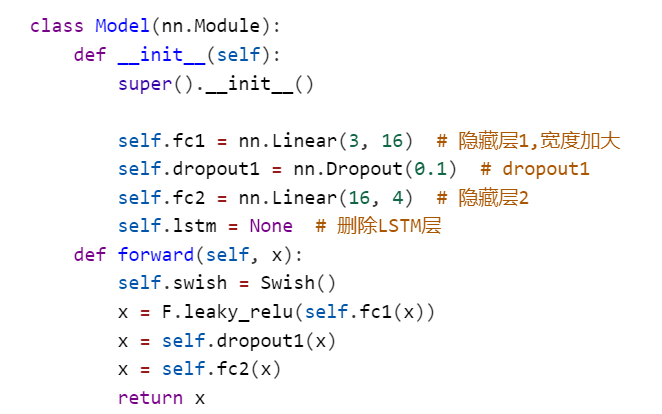 class Model(nn.Module):
    def __init__(self):
        super().__init__()

        self.fc1 = nn.Linear(3, 16)  # 隐藏层1,宽度加大
        self.dropout1 = nn.Dropout(0.1)  # dropout1
        self.fc2 = nn.Linear(16, 4)  # 隐藏层2
        self.lstm = None  # 删除LSTM层
    def forward(self, x):
        self.swish = Swish()
        x = F.leaky_relu(self.fc1(x))
        x = self.dropout1(x)
        x = self.fc2(x)
        return x